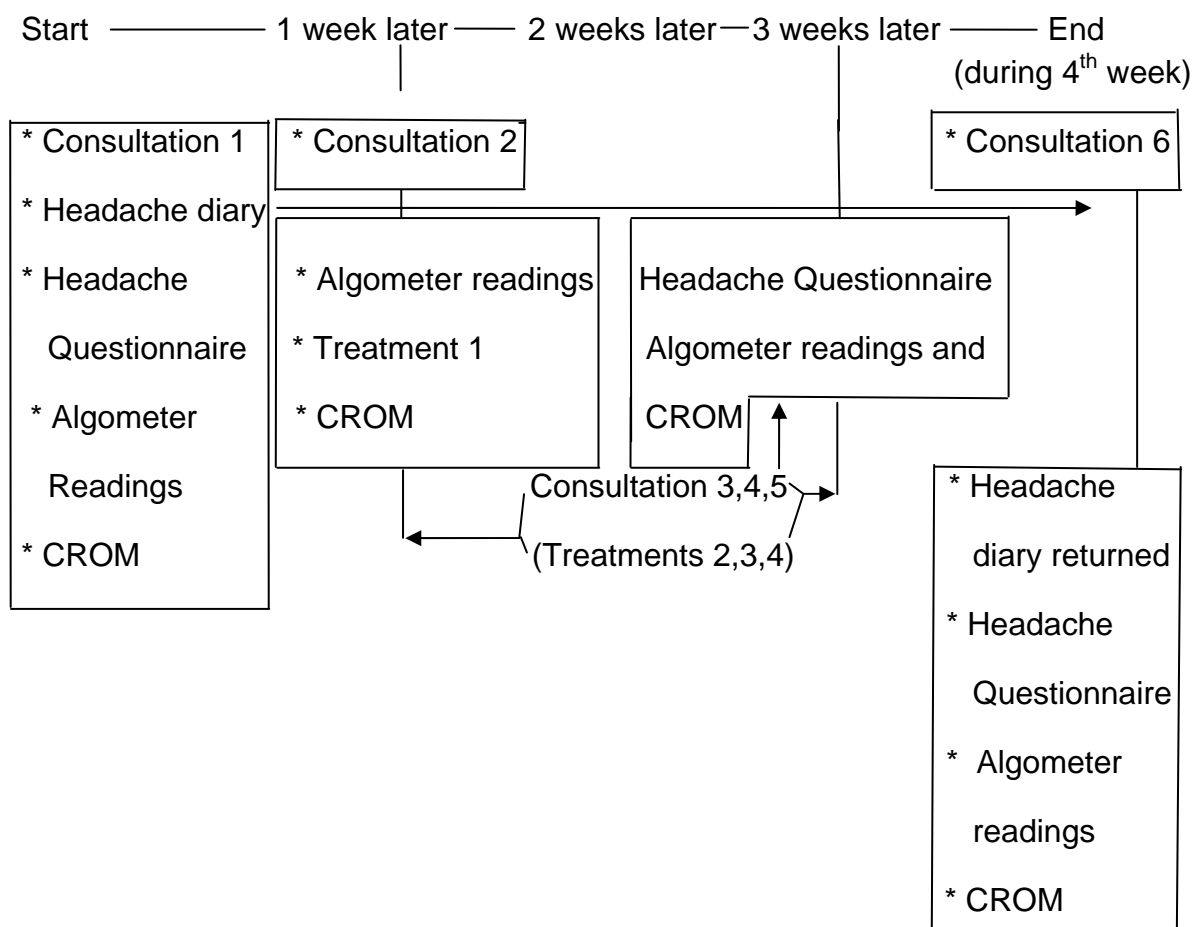 Start 1 week later 2 weeks later 3 weeks later End
(during 4th week)
* Consultation 1
* Headache diary
* Headache
Questionnaire
* Algometer
Readings
* CROM
* Consultation 2
* Algometer readings
* Treatment 1
* CROM
Headache Questionnaire
Algometer readings and
CROM
Consultation 3,4,5
(Treatments 2,3,4)
* Consultation 6
* Headache
diary returned
* Headache
Questionnaire
* Algometer
readings
* CROM